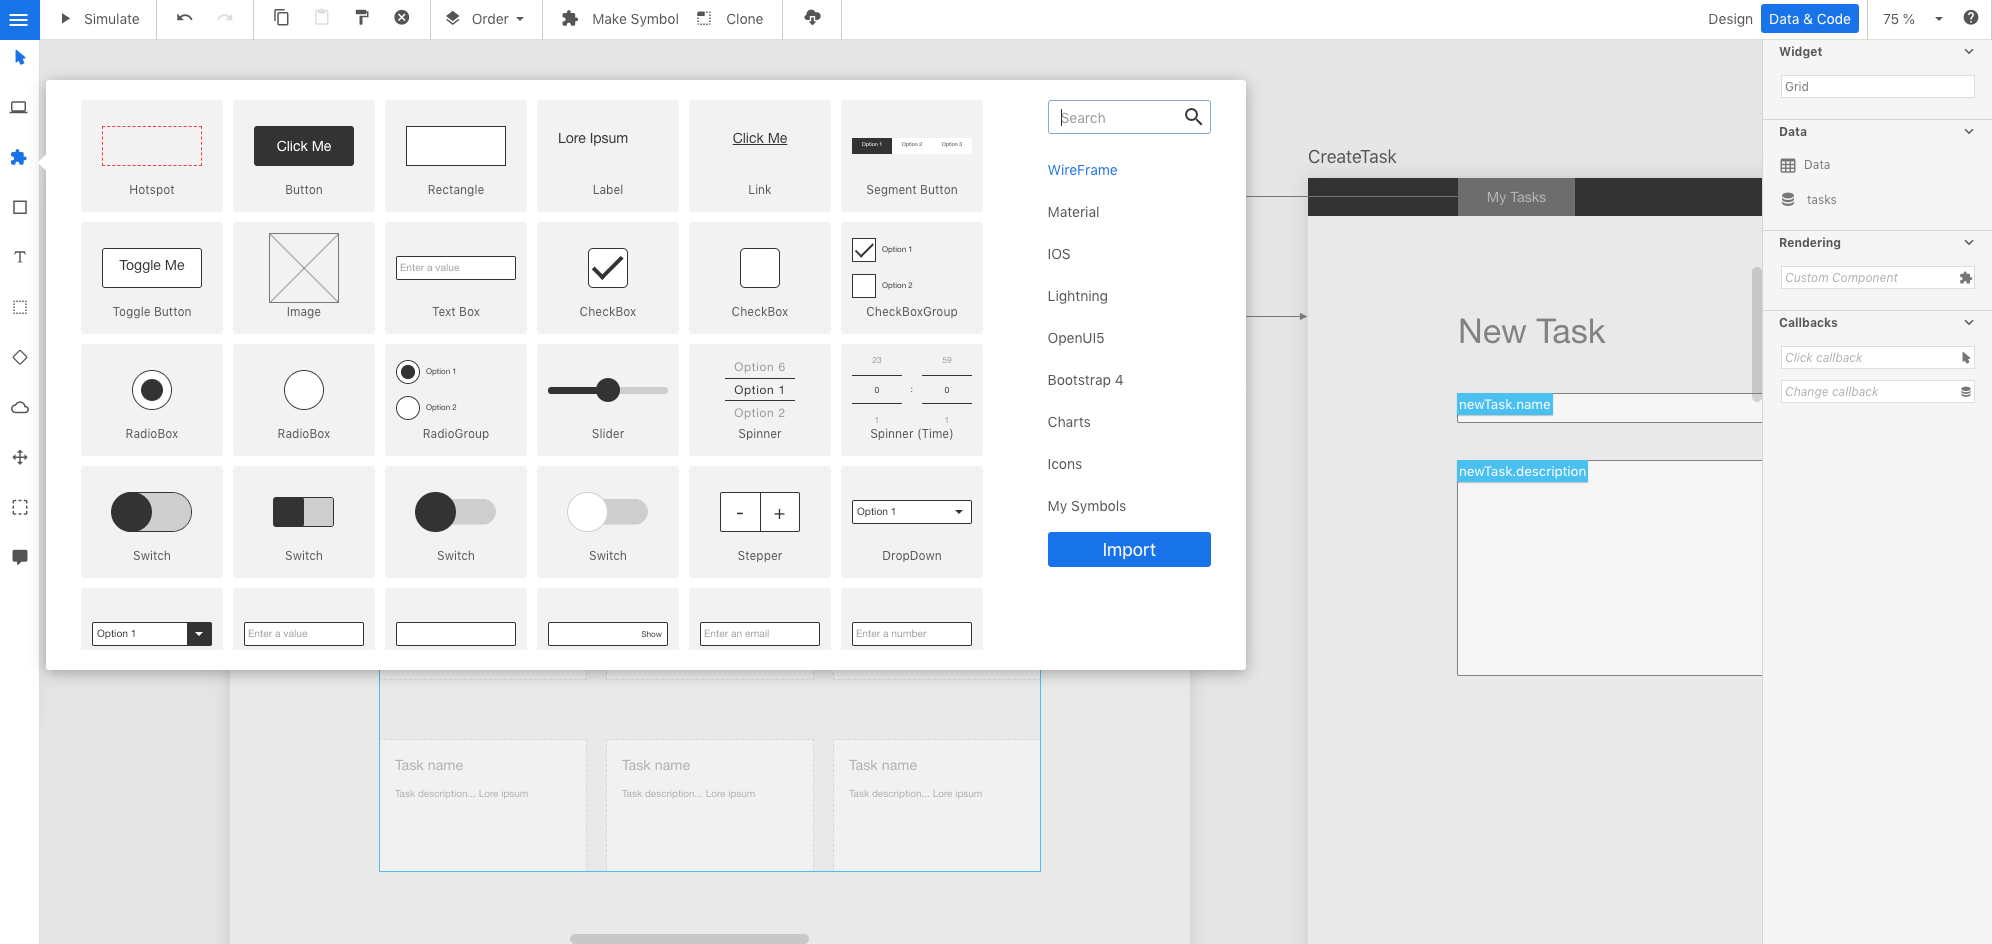 Simulate
Order
Make Symbol
Clone
Design
Data & Code
75 %
Click Me
Lore Ipsum
Click Me
Option 1 Option 2 Option 3
Hotspot
Button
Rectangle
Label
Link
Segment Button
Toggle Me
Enter a value
Option 1
Option 2
Toggle Button
Image
Text Box
CheckBox
CheckBox
CheckBoxGroup
Option 1
Option 2
Option 6
Option 1
Option 2
23 59
0 : 0
1 1
RadioBox
RadioBox
RadioGroup
Slider
Spinner
Spinner (Time)
- +
Option 1
Switch
Switch
Switch
Switch
Stepper
DropDown
Option 1
Enter a value
Show
Enter an email
Enter a number
Search
WireFrame
Material
IOS
Lightning
OpenUI5
Bootstrap 4
Charts
Icons
My Symbols
Import
Task name
Task description... Lore ipsum
Task name
Task description... Lore ipsum
Task name
Task description... Lore ipsum
CreateTask
My Tasks
New Task
newTask.name
newTask.description
Widget
Grid
Data
Data
tasks
Rendering
Custom Component
Callbacks
Click callback
Change callback